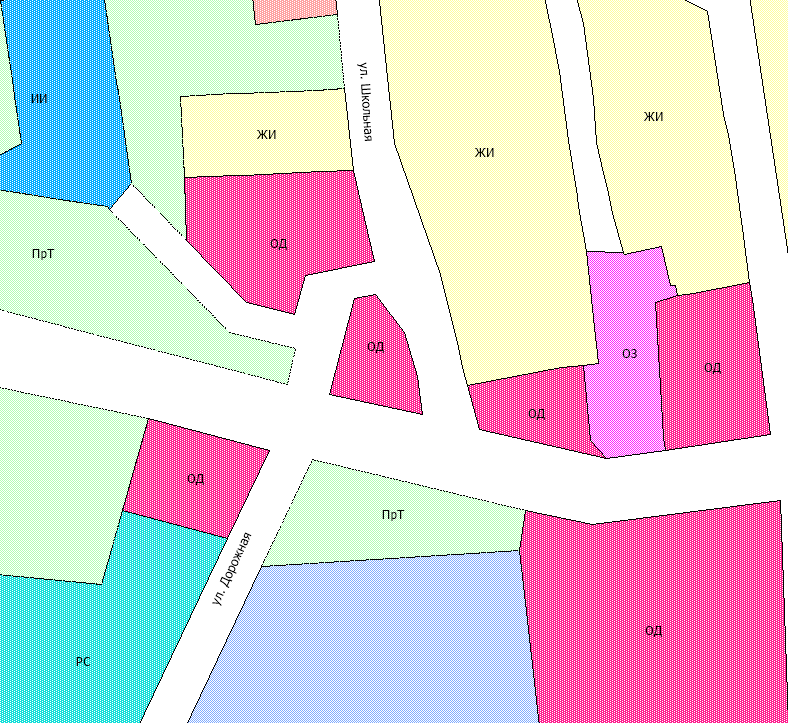 ул. Школьная
ИИ
ЖИ
ЖИ
ЖИ
ОД
ПрТ
ОД
ОЗ
ОД
ОД
ОД
ПрТ
ул. Дорожная
ОД
РС